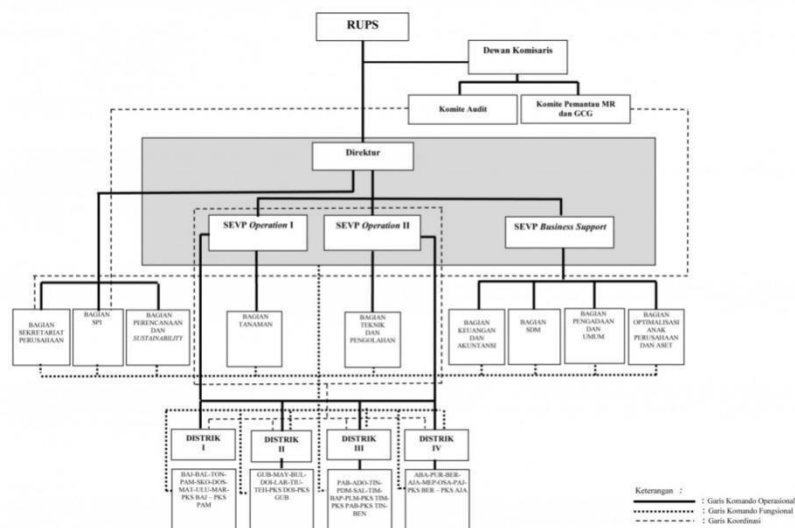 RUPS
Dewan Komisaris
Komite Audit
Komite Pemantau MR
dan GCG
Direktur
SEVP Operation I
SEVP Operation II
SEVP Business Support
BAGIAN
SEKRETARIAT
PERUSAHAAN
BAGIAN
SPI
BAGIAN
PERENCANAAN
DAN
SUSTAINABILITY
BAGIAN
TANAMAN
BAGIAN
TEKNIK
DAN
PENGOLAHAN
BAGIAN
KEUANGAN
DAN
AKUNTANSI
BAGIAN
SDM
BAGIAN
PENGADAAN
DAN
UMUM
BAGIAN
OPTIMALISASI
ANAK
PERUSAHAAN
DAN ASET
DISTRIK
I
DISTRIK
II
DISTRIK
III
DISTRIK
IV
BAJ-BAL-TON-
PAM-SKO-DOS-
MAT-ULU-MAR-
PKS BAJ – PKS
PAM
GUB-MAY-BUL-
DOI-LAR-TIU-
TEH-PKS DOI-PKS
GUB
PAB-ADO-TIN-
PDM-SAL-TIM-
BAP-PLM-PKS TIM-
PKS PAB-PKS TIN-
BEN
ABA-PUR-BER-
AJA-MEP-OSA-PAJ-
PKS BER – PKS AJA
Keterangan :
: Garis Komando Operasional
: Garis Komando Fungsional
: Garis Koordinasi